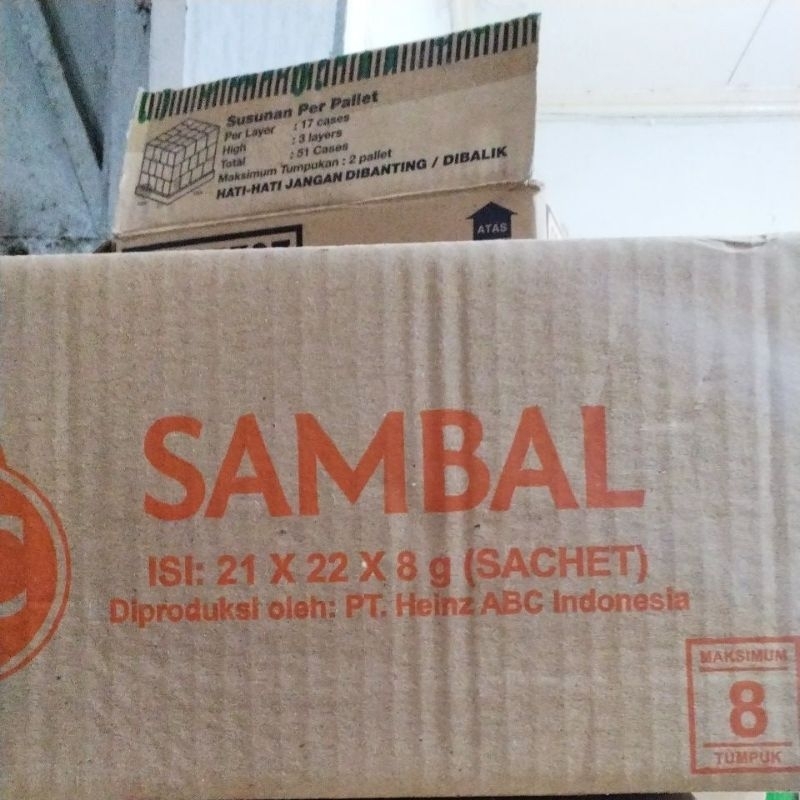 Susunan Per Pallet
Per Layer : 17 cases
High : 3 layers
Total : 51 Cases
Maksimum Tumpukan : 2 pallet
HATI-HATI JANGAN DIBANTING / DIBALIK
ATAS
SAMBAL
ISI: 21 X 22 X 8 g (SACHET)
Diproduksi oleh: PT. Heinz ABC Indonesia
C
MAKSIMUM
8
TUMPUK